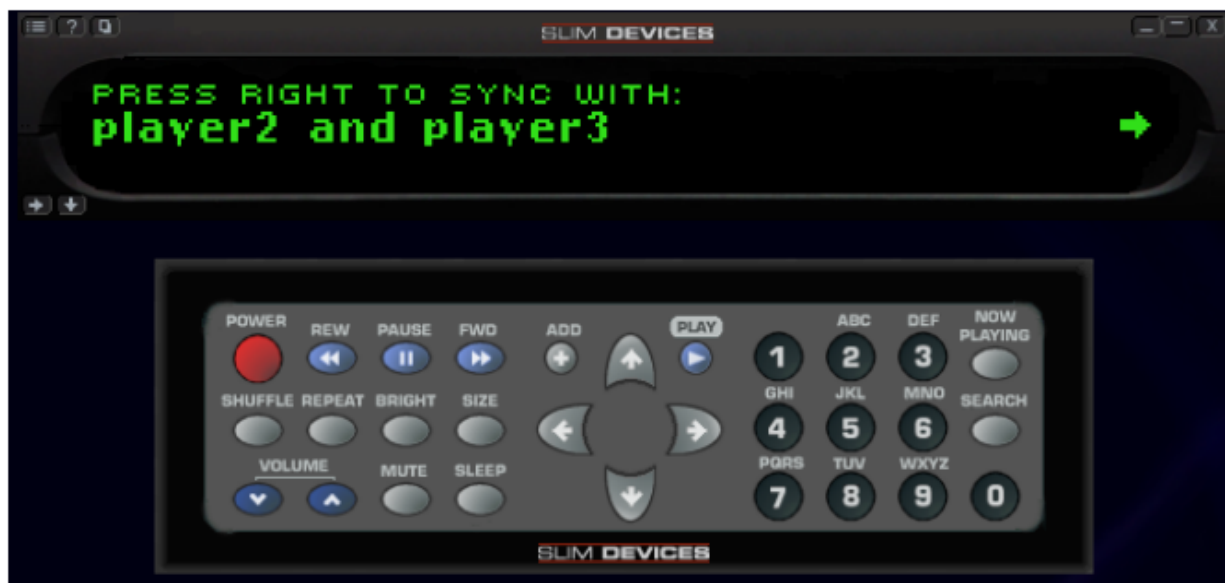 ?
X
SLIM DEVICES
PRESS RIGHT TO SYNC WITH:
player2 and player3
POWER REW PAUSE FWD ADD PLAY
1 ABC 2 DEF 3 NOW PLAYING
SHUFFLE REPEAT BRIGHT SIZE
GHI 4 JKL 5 MNO 6 SEARCH
VOLUME MUTE SLEEP
PQRS 7 TUV 8 WXYZ 9 0
SLIM DEVICES